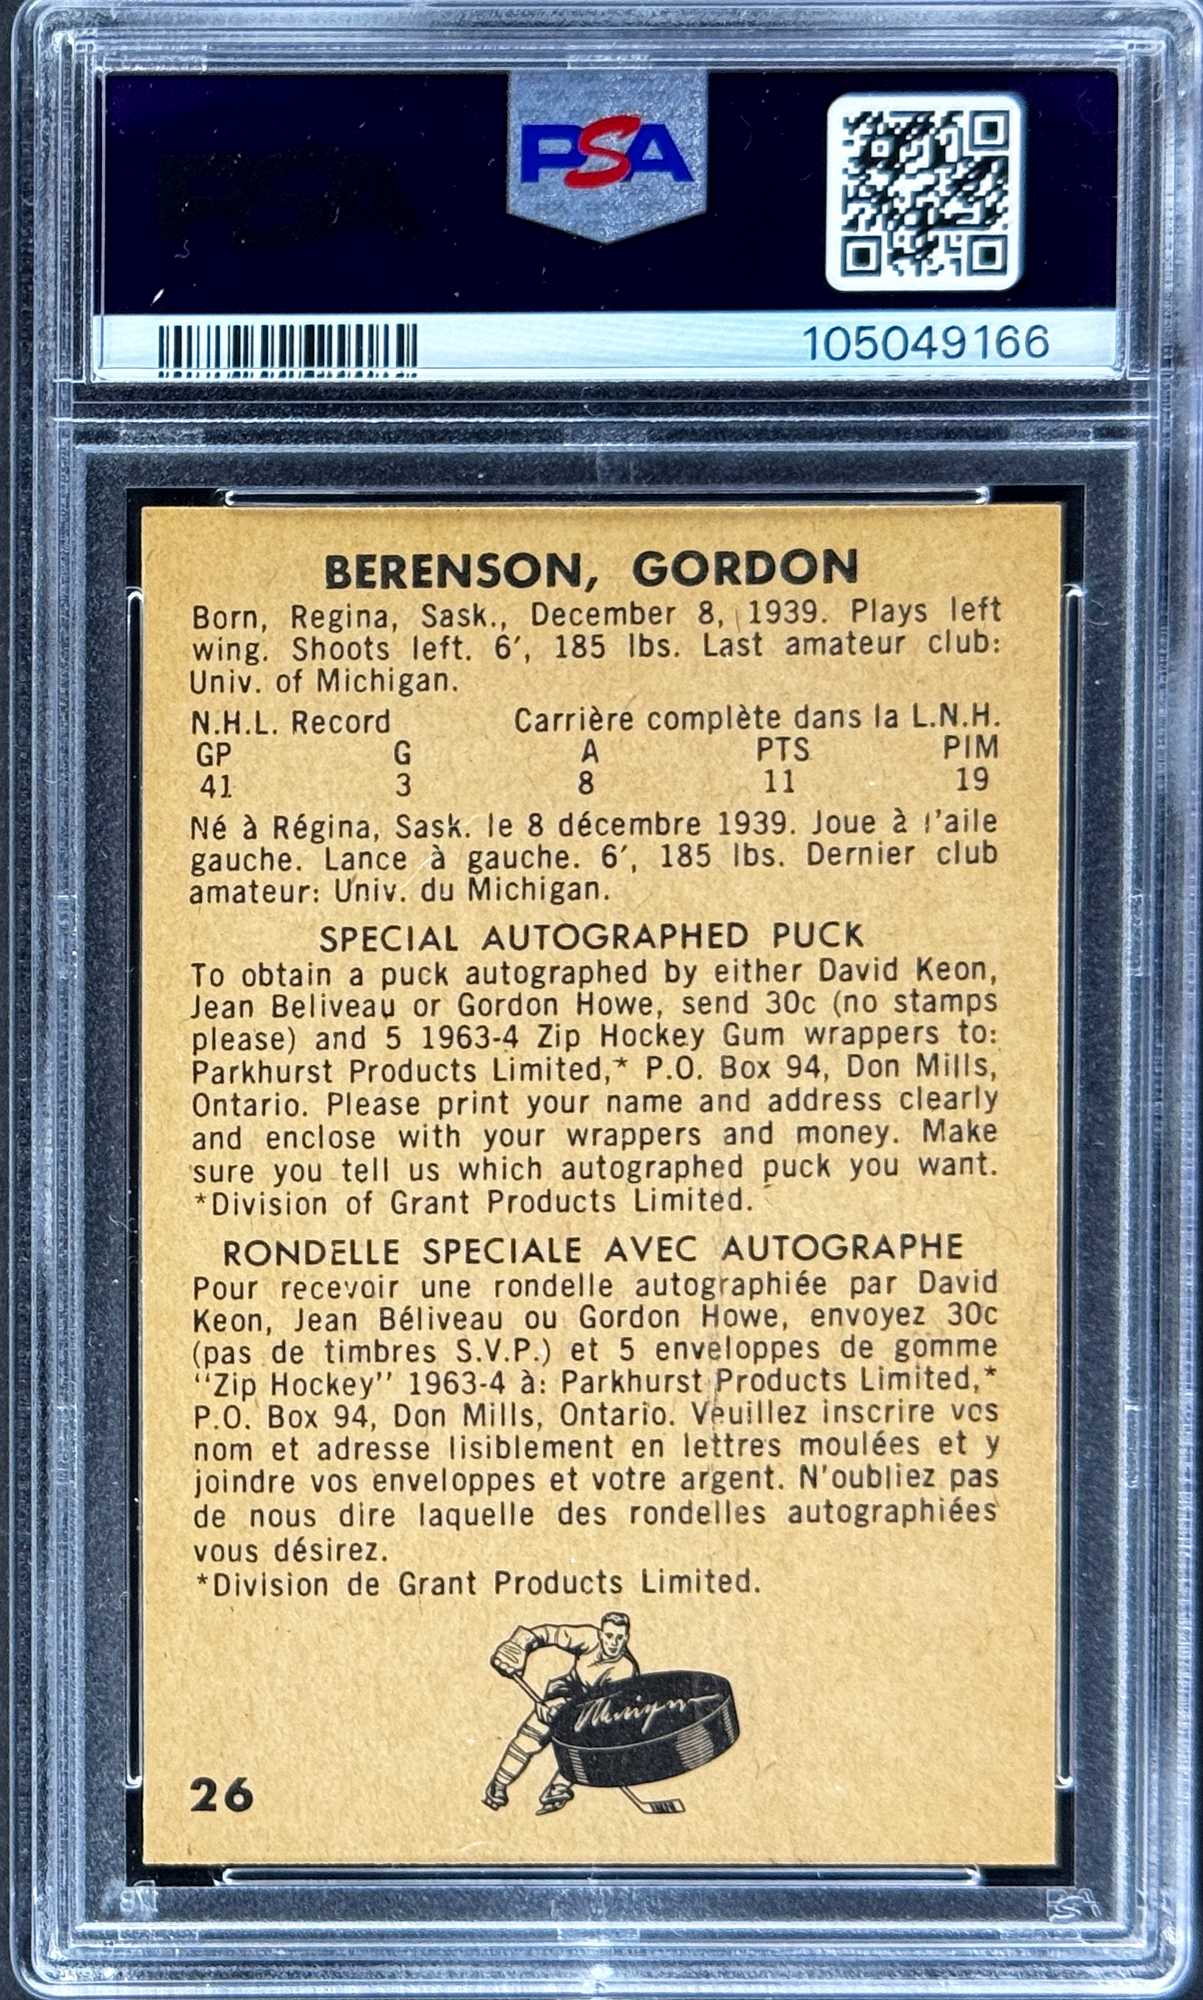 PSA
105049166
BERENSON, GORDON
Born, Regina, Sask., December 8, 1939. Plays left
wing. Shoots left. 6′, 185 lbs. Last amateur club:
Univ. of Michigan.
N.H.L. Record Carrière complète dans la L.N.H.
GP G A PTS PIM
41 3 8 11 19
Né à Régina, Sask. le 8 décembre 1939. Joue à l'aile
gauche. Lance à gauche. 6′, 185 lbs. Dernier club
amateur: Univ. du Michigan.
SPECIAL AUTOGRAPHED PUCK
To obtain a puck autographed by either David Keon,
Jean Beliveau or Gordon Howe, send 30c (no stamps
please) and 5 1963-4 Zip Hockey Gum wrappers to:
Parkhurst Products Limited,* P.O. Box 94, Don Mills,
Ontario. Please print your name and address clearly
and enclose with your wrappers and money. Make
sure you tell us which autographed puck you want.
*Division of Grant Products Limited.
RONDELLE SPECIALE AVEC AUTOGRAPHE
Pour recevoir une rondelle autographiée par David
Keon, Jean Béliveau ou Gordon Howe, envoyez 30c
(pas de timbres S.V.P.) et 5 enveloppes de gomme
"Zip Hockey" 1963-4 à: Parkhurst Products Limited,*
P.O. Box 94, Don Mills, Ontario. Veuillez inscrire vos
nom et adresse lisiblement en lettres moulées et y
joindre vos enveloppes et votre argent. N'oubliez pas
de nous dire laquelle des rondelles autographiées
vous désirez.
*Division de Grant Products Limited.
26